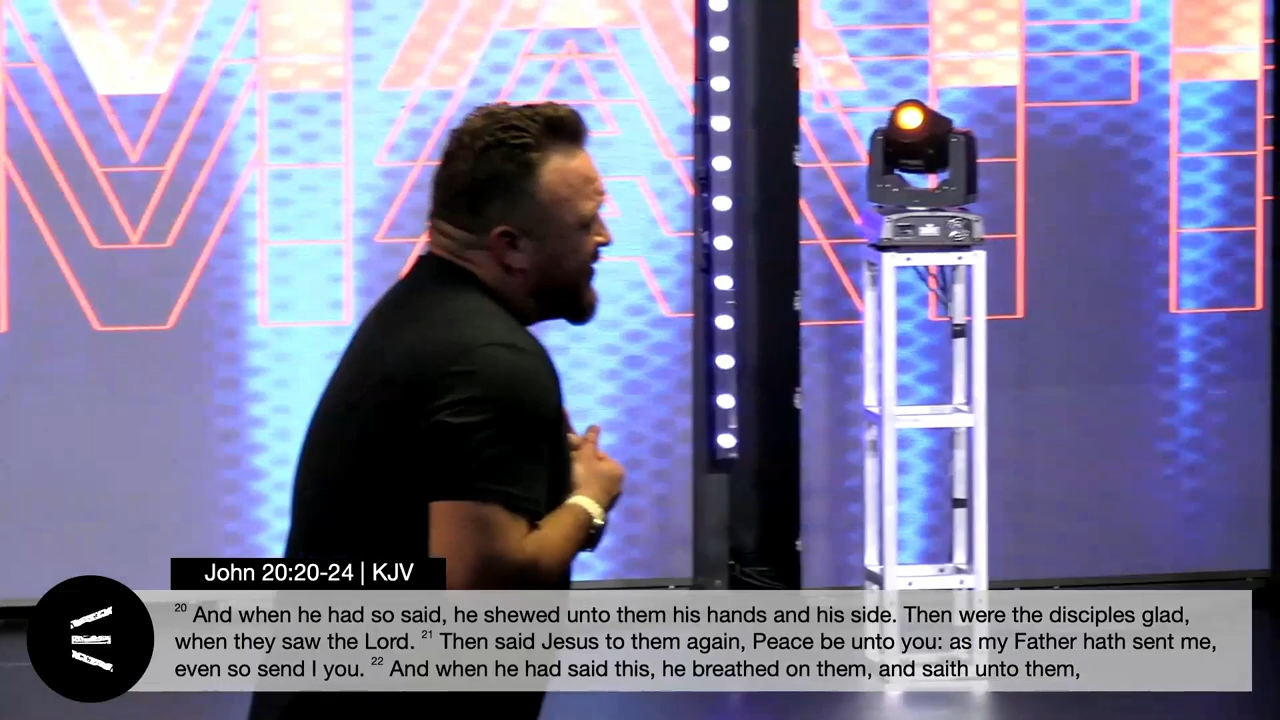 John 20:20-24 | KJV
20 And when he had so said, he shewed unto them his hands and his side. Then were the disciples glad,
when they saw the Lord. 21 Then said Jesus to them again, Peace be unto you: as my Father hath sent me,
even so send I you. 22 And when he had said this, he breathed on them, and saith unto them,